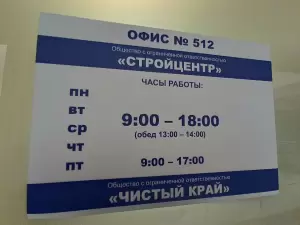 ОФИС № 512
Общество с ограниченной ответственностью
«СТРОЙЦЕНТР»
ЧАСЫ РАБОТЫ:
пн
вт
ср
чт
пт
9:00 – 18:00
(обед 13:00 – 14:00)
9:00 – 17:00
Общество с ограниченной ответственностью
«ЧИСТЫЙ КРАЙ»